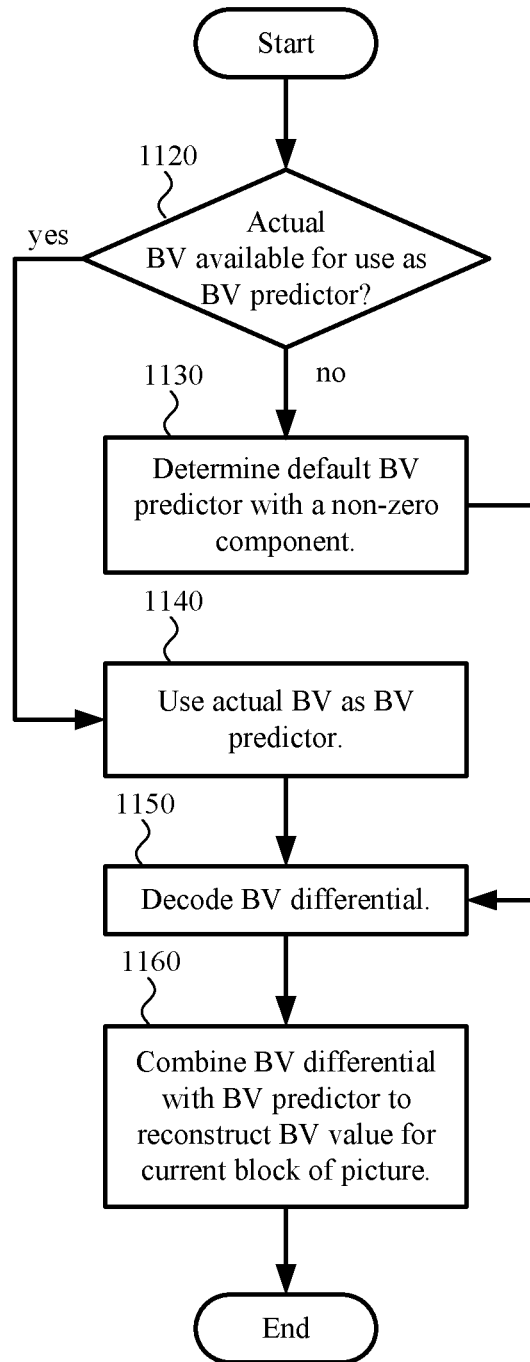 Start
1120
yes
Actual
BV available for use as
BV predictor?
1130
no
Determine default BV
predictor with a non-zero
component.
1140
Use actual BV as BV
predictor.
1150
Decode BV differential.
1160
Combine BV differential
with BV predictor to
reconstruct BV value for
current block of picture.
End